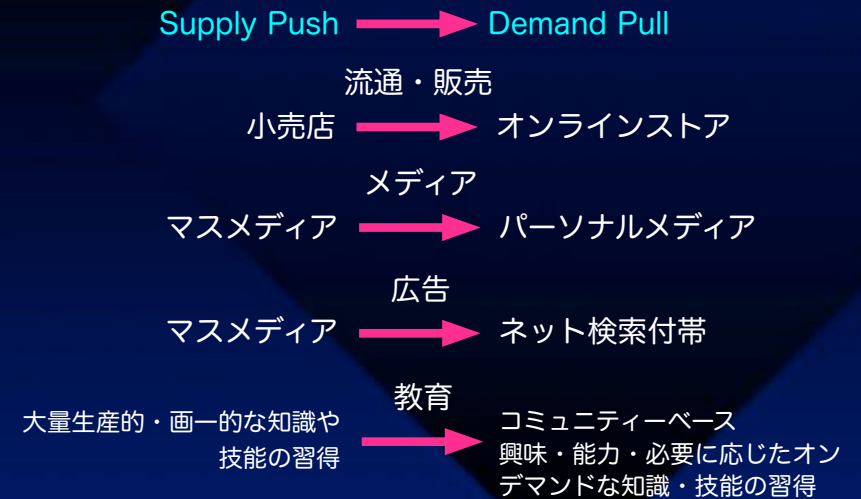 Supply Push Demand Pull
流通・販売
小売店 オンラインストア
メディア
マスメディア パーソナルメディア
広告
マスメディア ネット検索付帯
教育
大量生産的・画一的な知識や
技能の習得
コミュニティーベース
興味・能力・必要に応じたオン
デマンドな知識・技能の習得